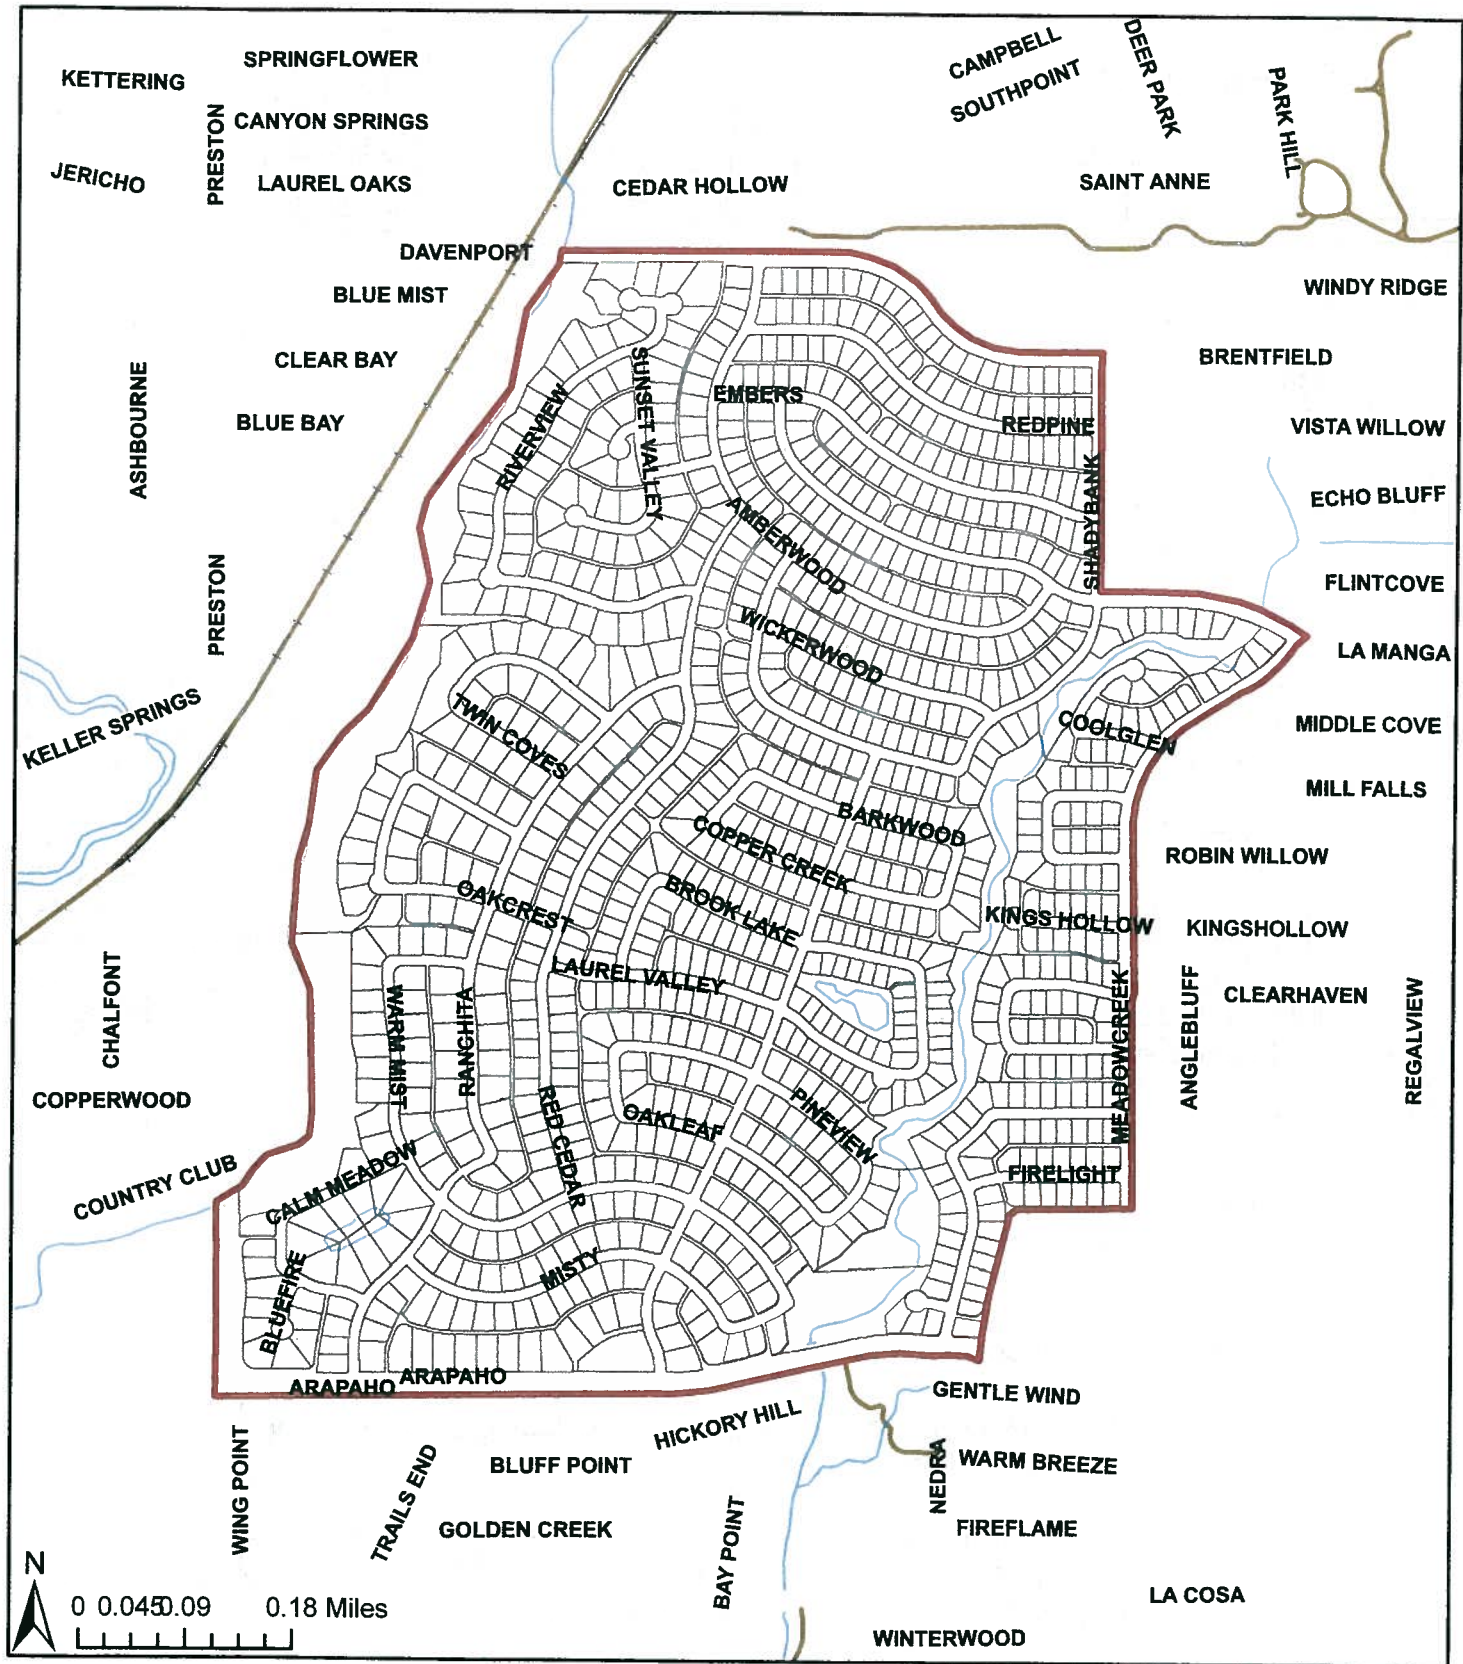 CAMPBELL
DEER PARK
SPRINGFLOWER
KETTERING
SOUTHPOINT
PARK HILL
PRESTON
CANYON SPRINGS
JERICHO
LAUREL OAKS
CEDAR HOLLOW
SAINT ANNE
DAVENPORT
BLUE MIST
WINDY RIDGE
CLEAR BAY
BRENTFIELD
ASHBOURNE
SUNSET VALLEY
EMBERS
RIVERVIEW
BLUE BAY
REDPINE
VISTA WILLOW
SHADYBANK
ECHO BLUFF
AMBERWOOD
PRESTON
FLINTCOVE
WICKERWOOD
LA MANGA
KELLER SPRINGS
TWIN COVES
COOLGLEN
MIDDLE COVE
MILL FALLS
BARKWOOD
COPPER CREEK
ROBIN WILLOW
OAKCREST
BROOK LAKE
KINGS HOLLOW
KINGSHOLLOW
LAUREL VALLEY
CHALFONT
WARM MIST
RANCHITA
MEADOWCREEK
ANGLEBLUFF
CLEARHAVEN
REGALVIEW
COPPERWOOD
RED CEDAR
OAKLEAF
PINEVIEW
COUNTRY CLUB
CALM MEADOW
FIRELIGHT
BLUEFIRE
MISTY
ARAPAHO
ARAPAHO
HICKORY HILL
GENTLE WIND
WING POINT
TRAILS END
BLUFF POINT
NEDRA
WARM BREEZE
GOLDEN CREEK
BAY POINT
FIREFLAME
N
LA COSA
0 0.045 0.09 0.18 Miles
WINTERWOOD